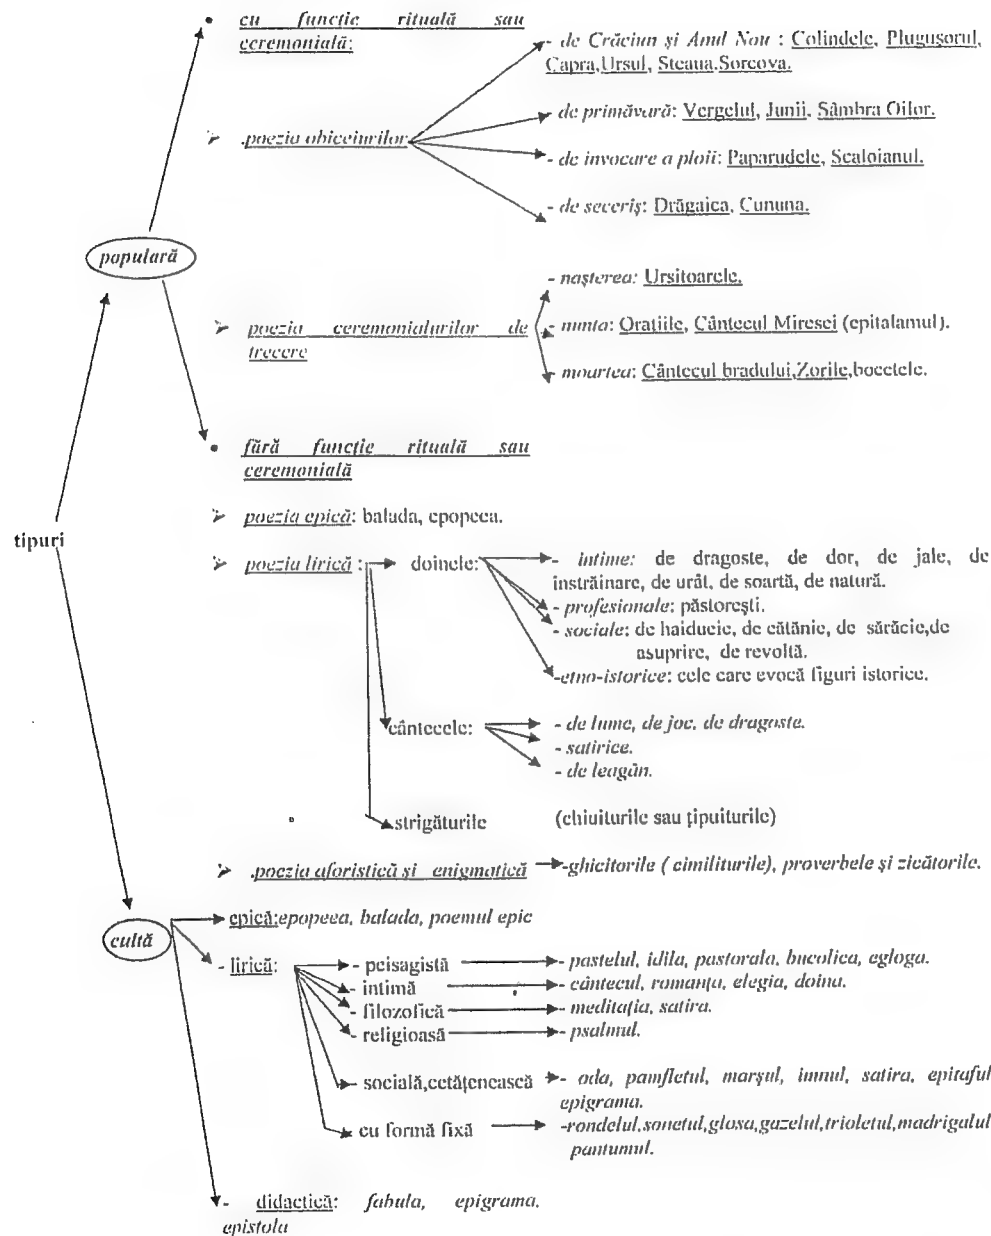 • cu funcție rituală sau
ceremonială:
- de Crăciun și Anul Nou : Colindele, Plugușorul,
Capra,Ursul, Steaua.Sorcova.
➢ .poezia obiceiurilor
- de primăvară: Vergelul, Junii, Sâmbra Oilor.
- de invocare a ploii: Paparudele, Scaloianul.
- de seceriș: Drăgaica, Cununa.
populară
➢ poezia ceremonialurilor de
trecere
- nașterea: Ursitoarele.
- nunta: Orațiile, Cântecul Miresei (epitalamul).
- moartea: Cântecul bradului,Zorile,bocetele.
• fără funcție rituală sau
ceremonială
➢ poezia epică: balada, epopeea.
tipuri
➢ poezia lirică :
doinele:
- intime: de dragoste, de dor, de jale, de
înstrăinare, de urât, de soartă, de natură.
- profesionale: păstorești.
- sociale: de haiducie, de cătănie, de sărăcie,de
asuprire, de revoltă.
-etno-istorice: cele care evocă figuri istorice.
cântecele:
- de lume, de joc, de dragoste.
- satirice.
- de leagăn.
strigăturile (chiuiturile sau țipuiturile)
➢ .poezia aforistică și enigmatică -ghicitorile ( cimiliturile), proverbele și zicătorile.
cultă
epică:epopeea, balada, poemul epic
- lirică:
- peisagistă - pastelul, idila, pastorala, bucolica, egloga.
- intimă - cântecul, romanța, elegia, doina.
- filozofică - meditația, satira.
- religioasă - psalmul.
- socială,cetățenească - oda, pamfletul, marșul, imnul, satira, epitaful
epigrama.
cu formă fixă -rondelul,sonetul,glosa,gazelul,trioletul,madrigalul
pantumul.
- didactică: fabula, epigrama,
epistola